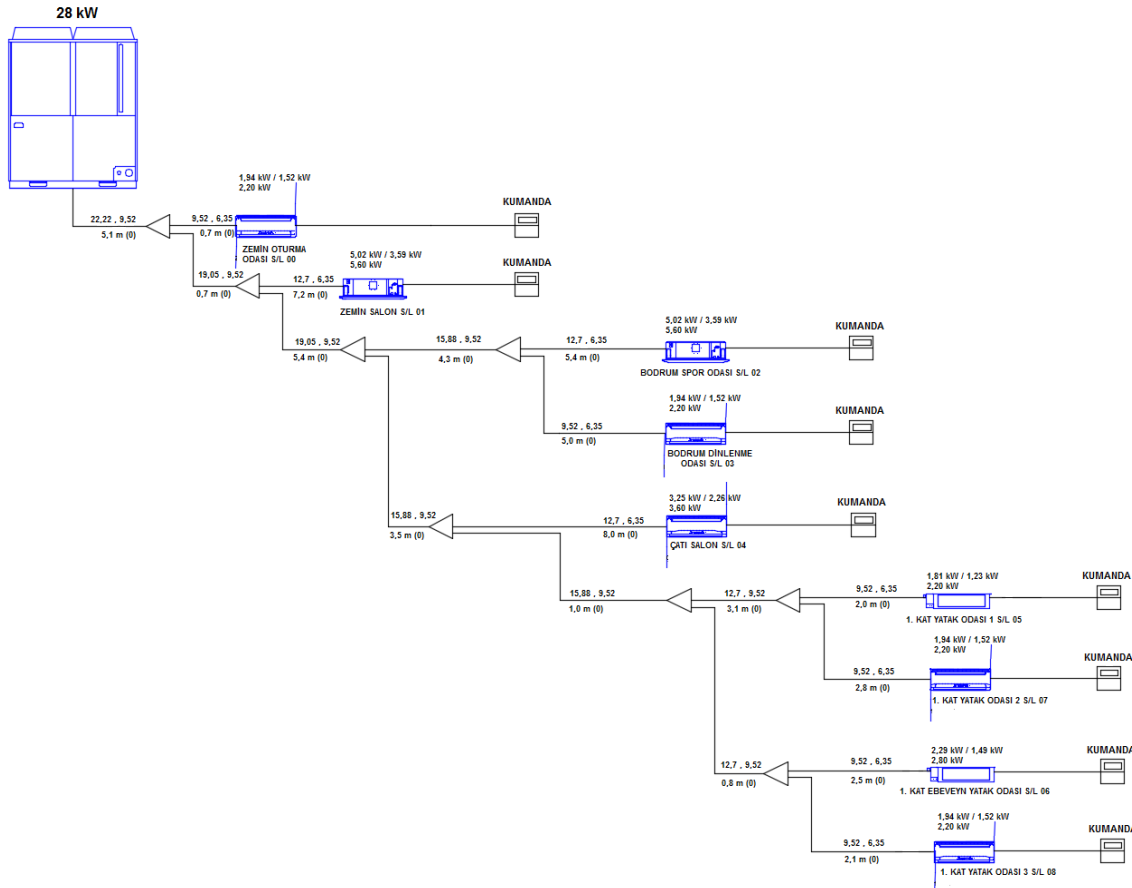 28 kW
1,94 kW / 1,52 kW
2,20 kW
KUMANDA
22,22 , 9,52
5,1 m (0)
9,52 , 6,35
0,7 m (0)
ZEMİN OTURMA
ODASI S/L 00
5,02 kW / 3,59 kW
5,60 kW
KUMANDA
19,05 , 9,52
0,7 m (0)
12,7 , 6,35
7,2 m (0)
ZEMİN SALON S/L 01
5,02 kW / 3,59 kW
5,60 kW
KUMANDA
19,05 , 9,52
5,4 m (0)
15,88 , 9,52
4,3 m (0)
12,7 , 6,35
5,4 m (0)
BODRUM SPOR ODASI S/L 02
1,94 kW / 1,52 kW
2,20 kW
KUMANDA
9,52 , 6,35
5,0 m (0)
BODRUM DİNLENME
ODASI S/L 03
3,25 kW / 2,26 kW
3,60 kW
KUMANDA
15,88 , 9,52
3,5 m (0)
12,7 , 6,35
8,0 m (0)
ÇATI SALON S/L 04
1,81 kW / 1,23 kW
2,20 kW
KUMANDA
15,88 , 9,52
1,0 m (0)
12,7 , 9,52
3,1 m (0)
9,52 , 6,35
2,0 m (0)
1. KAT YATAK ODASI 1 S/L 05
1,94 kW / 1,52 kW
2,20 kW
KUMANDA
9,52 , 6,35
2,8 m (0)
1. KAT YATAK ODASI 2 S/L 07
2,29 kW / 1,49 kW
2,80 kW
KUMANDA
12,7 , 9,52
0,8 m (0)
9,52 , 6,35
2,5 m (0)
1. KAT EBEVEYN YATAK ODASI S/L 06
1,94 kW / 1,52 kW
2,20 kW
KUMANDA
9,52 , 6,35
2,1 m (0)
1. KAT YATAK ODASI 3 S/L 08